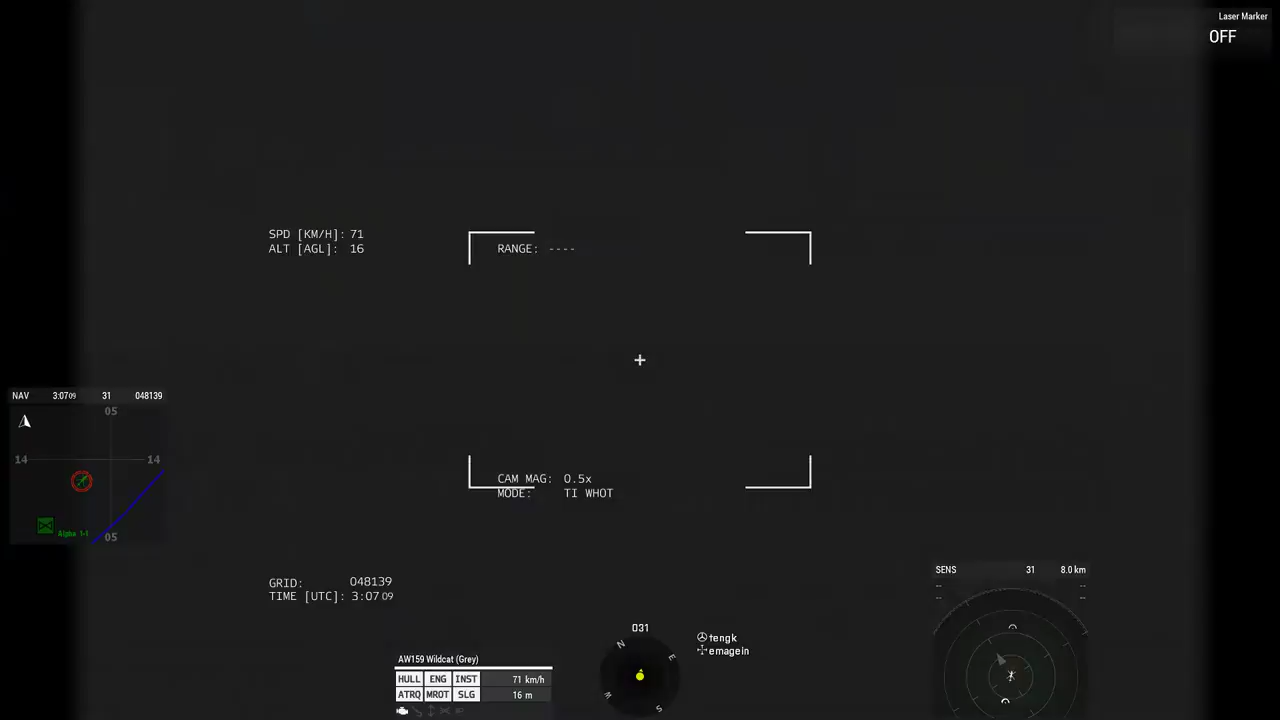 Laser Marker
OFF
SPD [KM/H]: 71
ALT [AGL]: 16
RANGE: ----
NAV 3:07 09 31 048139
05
14 14
Alpha 1-1
05
CAM MAG: 0.5x
MODE: TI WHOT
GRID: 048139
TIME [UTC]: 3:07 09
SENS 31 8.0 km
-- --
-- --
031
N
E
W
S
tengk
emagein
AW159 Wildcat (Grey)
HULL ENG INST 71 km/h
ATRQ MROT SLG 16 m